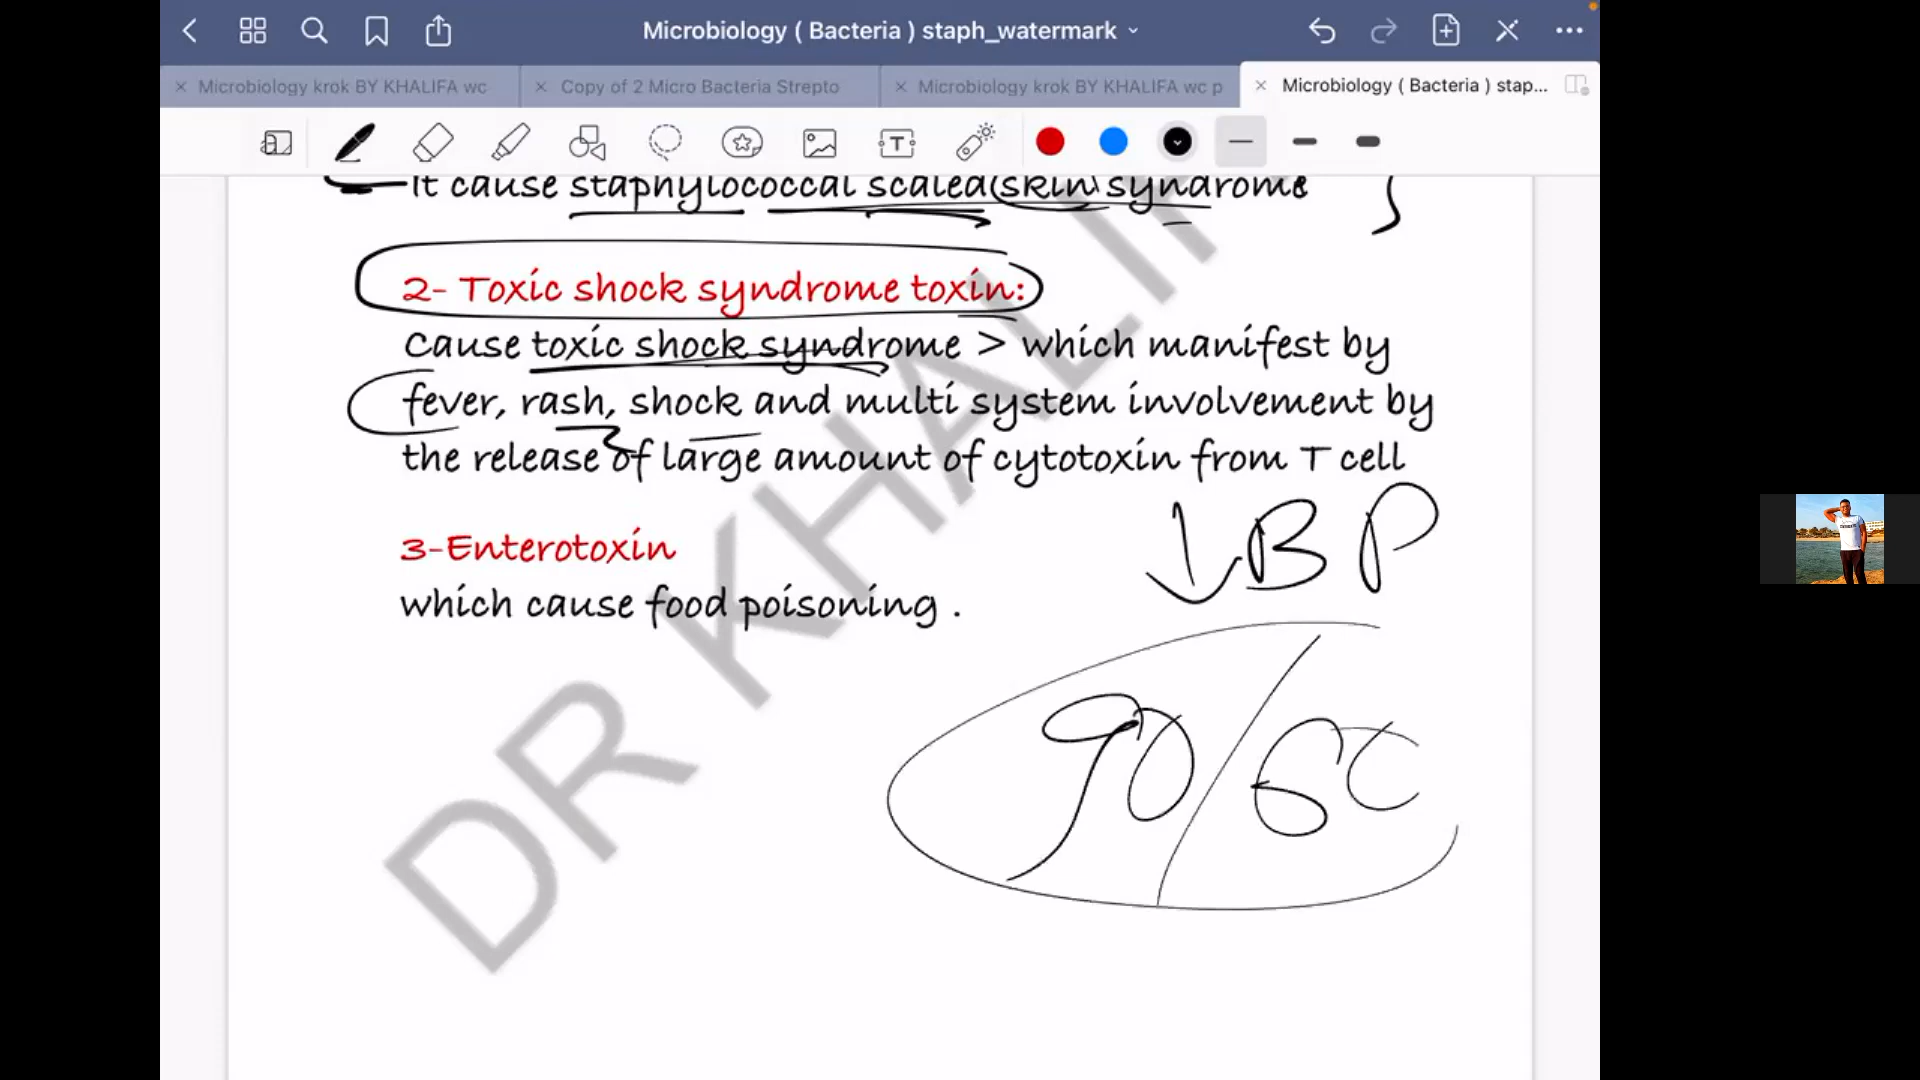 Microbiology ( Bacteria ) staph_watermark
Microbiology krok BY KHALIFA wc
Copy of 2 Micro Bacteria Strepto
Microbiology krok BY KHALIFA wc p
Microbiology ( Bacteria ) stap...
It cause staphylococcal scaled skin syndrome
2- Toxic shock syndrome toxin:
Cause toxic shock syndrome > which manifest by
fever, rash, shock and multi system involvement by
the release of large amount of cytotoxin from T cell
↓BP
3-Enterotoxin
which cause food poisoning .
90/60
DR KHALI